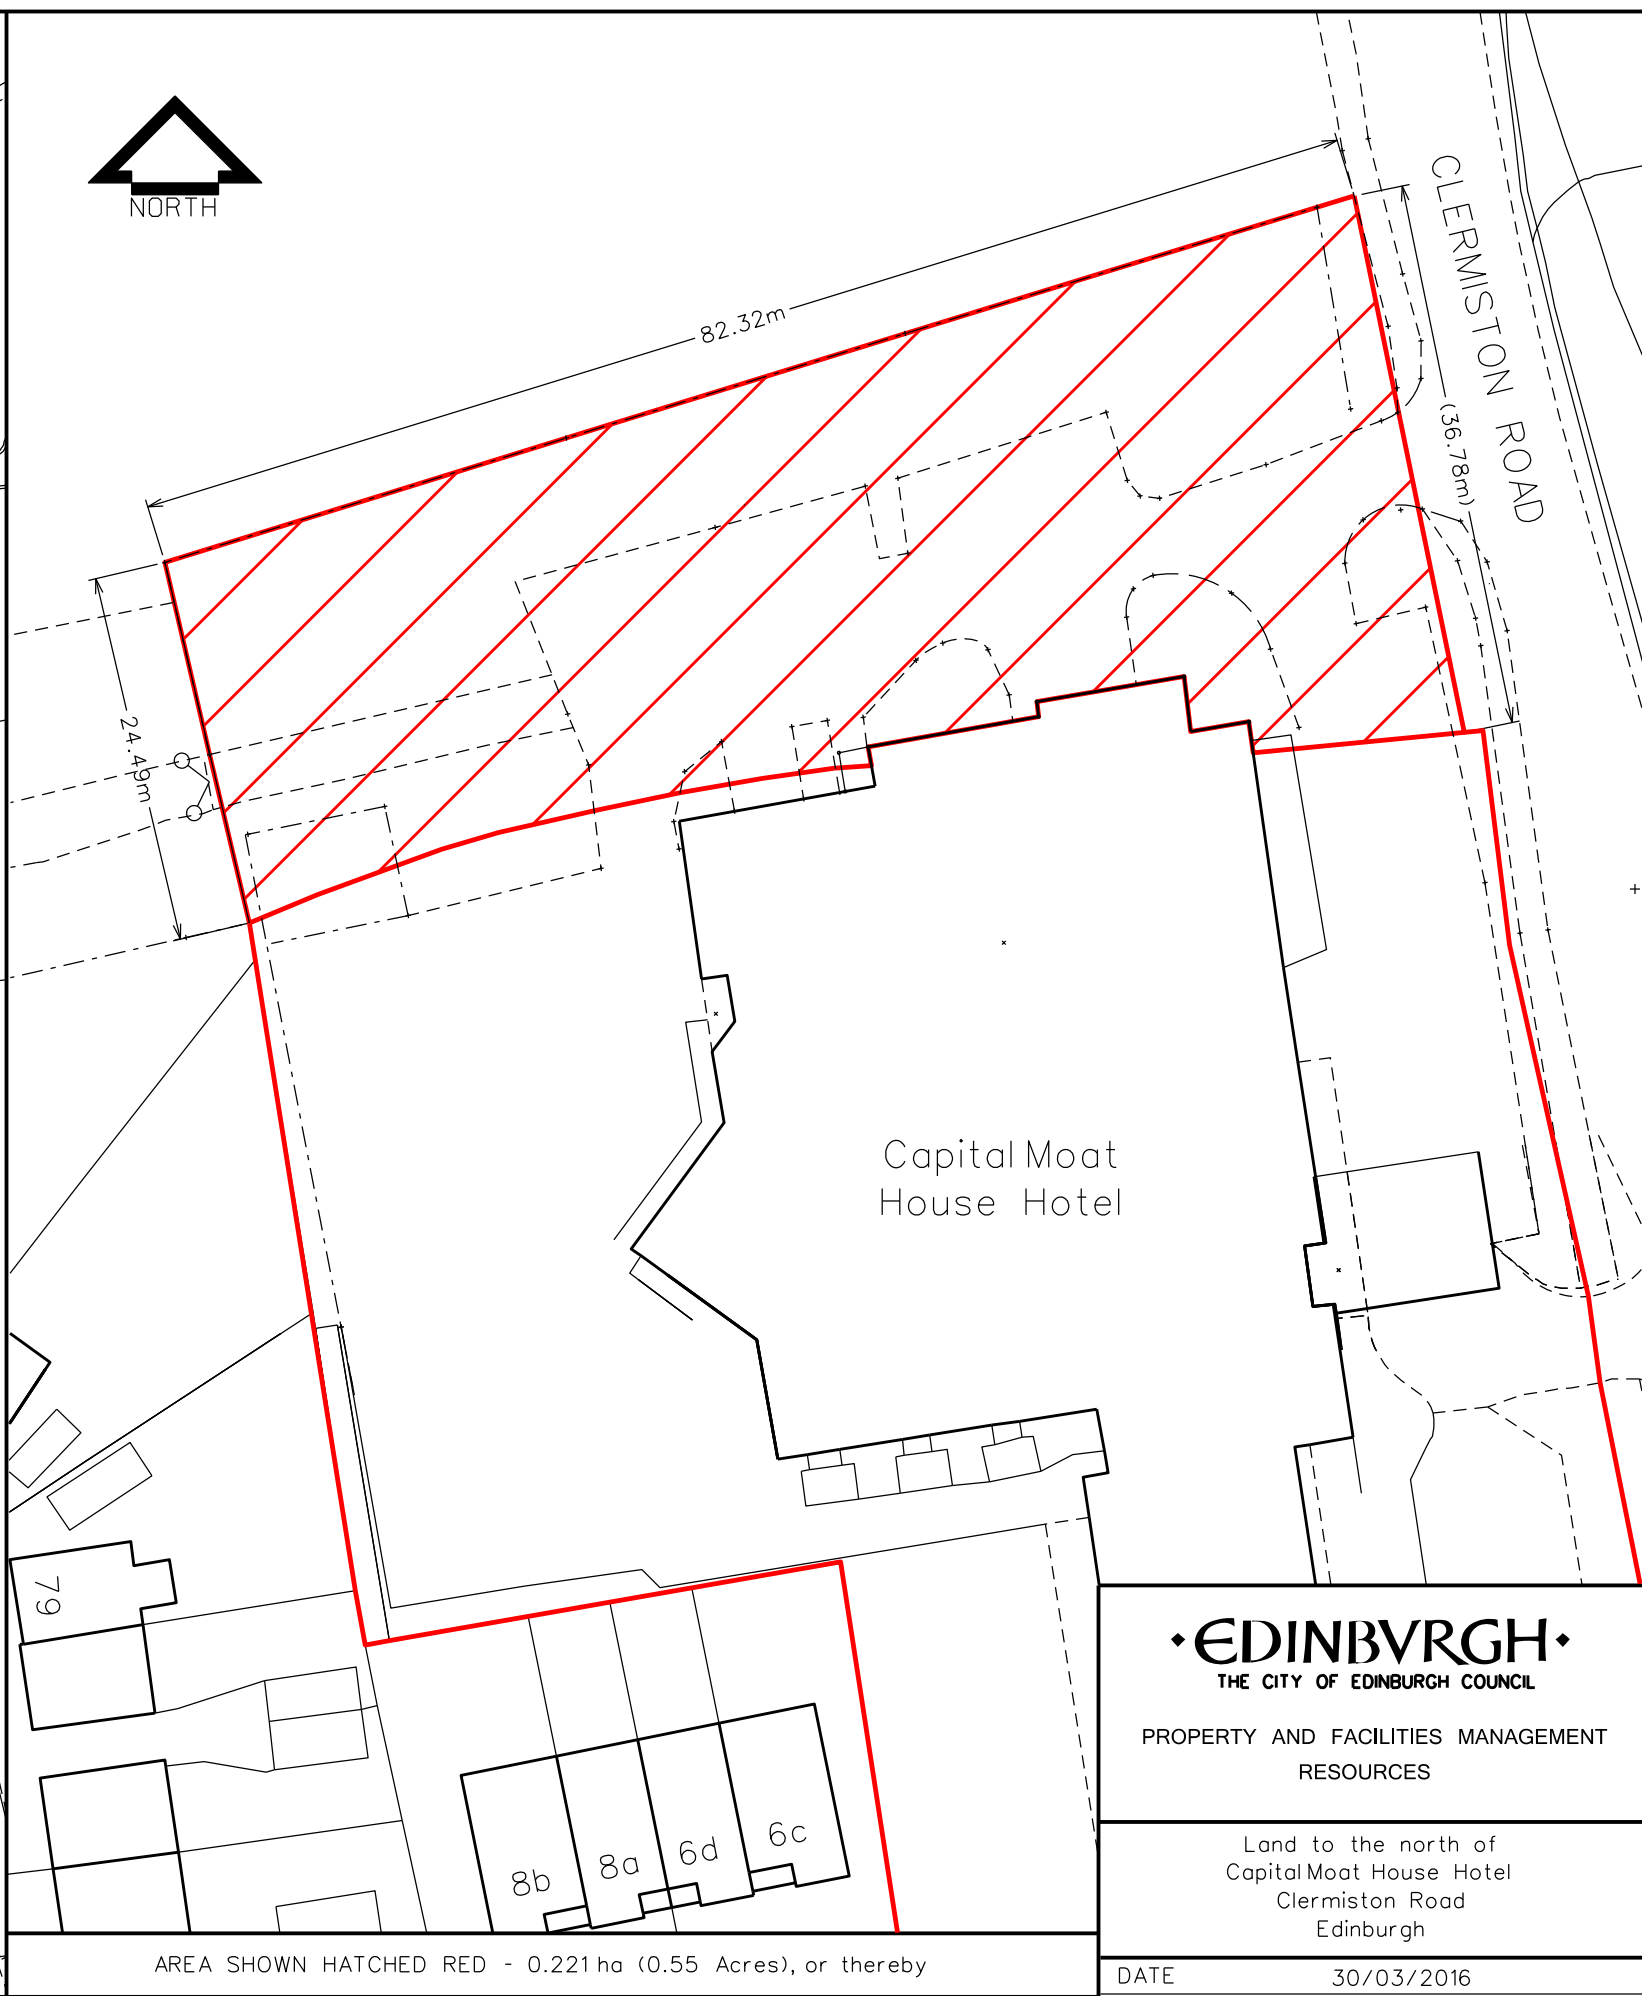 NORTH
82.32m
CLERMISTON ROAD
(36.78m)
24.49m
Capital Moat
House Hotel
79
8b
8a
6d
6c
•EDINBVRGH•
THE CITY OF EDINBURGH COUNCIL
PROPERTY AND FACILITIES MANAGEMENT
RESOURCES
Land to the north of
Capital Moat House Hotel
Clermiston Road
Edinburgh
AREA SHOWN HATCHED RED - 0.221 ha (0.55 Acres), or thereby
DATE 30/03/2016